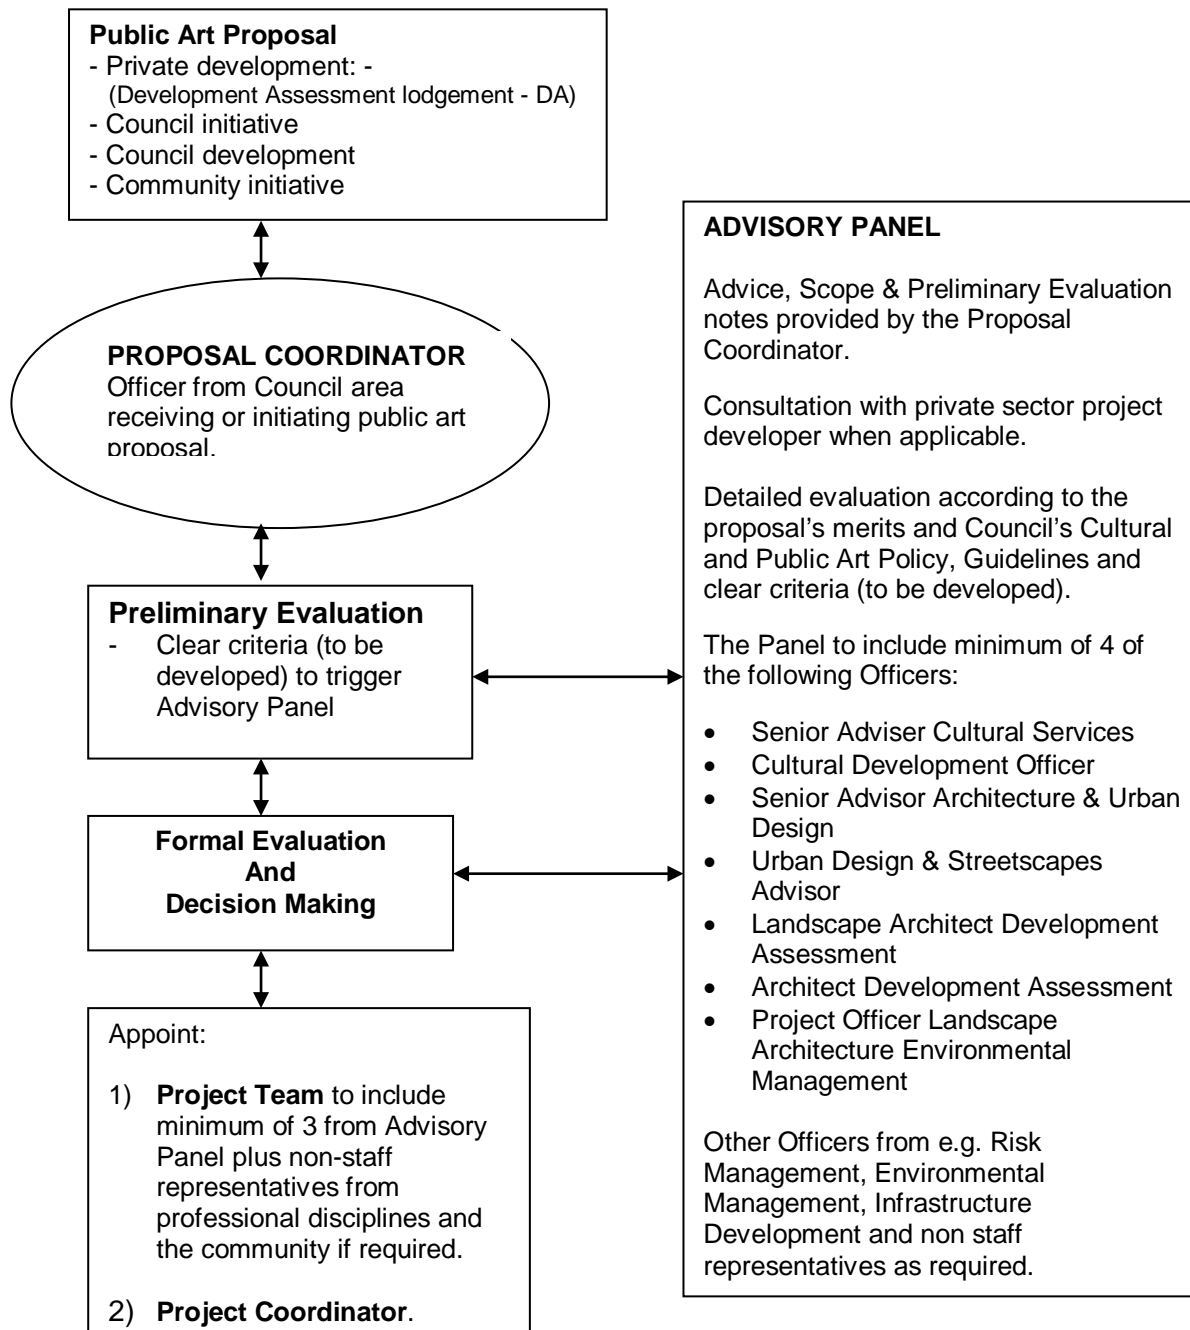 Public Art Proposal
- Private development: -
(Development Assessment lodgement - DA)
- Council initiative
- Council development
- Community initiative
PROPOSAL COORDINATOR
Officer from Council area
receiving or initiating public art
proposal.
Preliminary Evaluation
- Clear criteria (to be
developed) to trigger
Advisory Panel
Formal Evaluation
And
Decision Making
Appoint:
1) Project Team to include
minimum of 3 from Advisory
Panel plus non-staff
representatives from
professional disciplines and
the community if required.
2) Project Coordinator.
ADVISORY PANEL
Advice, Scope & Preliminary Evaluation
notes provided by the Proposal
Coordinator.
Consultation with private sector project
developer when applicable.
Detailed evaluation according to the
proposal’s merits and Council’s Cultural
and Public Art Policy, Guidelines and
clear criteria (to be developed).
The Panel to include minimum of 4 of
the following Officers:
• Senior Adviser Cultural Services
• Cultural Development Officer
• Senior Advisor Architecture & Urban
Design
• Urban Design & Streetscapes
Advisor
• Landscape Architect Development
Assessment
• Architect Development Assessment
• Project Officer Landscape
Architecture Environmental
Management
Other Officers from e.g. Risk
Management, Environmental
Management, Infrastructure
Development and non staff
representatives as required.